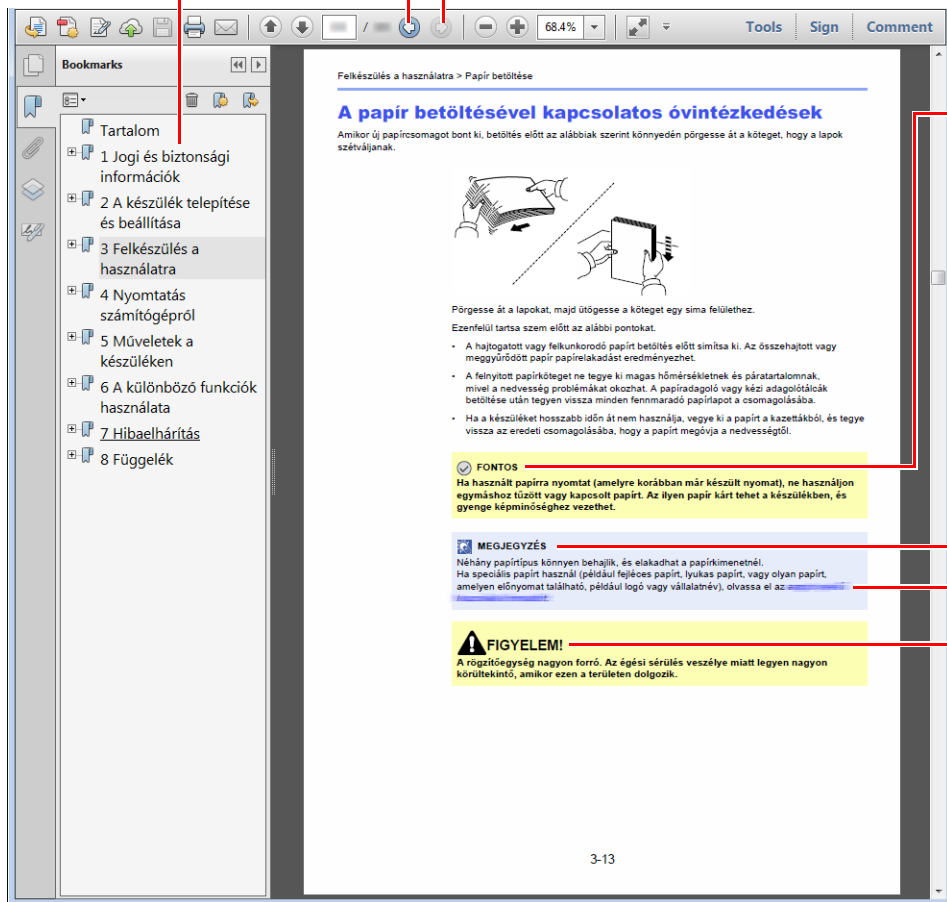 68.4%
Tools
Sign
Comment
Bookmarks
Tartalom
1 Jogi és biztonsági
információk
2 A készülék telepítése
és beállítása
3 Felkészülés a
használatra
4 Nyomtatás
számítógépről
5 Műveletek a
készüléken
6 A különböző funkciók
használata
7 Hibaelhárítás
8 Függelék
Felkészülés a használatra > Papír betöltése
A papír betöltésével kapcsolatos óvintézkedések
Amikor új papírcsomagot bont ki, betöltés előtt az alábbiak szerint könnyedén pörgesse át a köteget, hogy a lapok
szétváljanak.
Pörgesse át a lapokat, majd ütögesse a köteget egy sima felülethez.
Ezenfelül tartsa szem előtt az alábbi pontokat.
• A hajtogatott vagy felkunkorodó papírt betöltés előtt simítsa ki. Az összehajtott vagy
meggyűrődött papír papírelakadást eredményezhet.
• A felnyitott papírköteget ne tegye ki magas hőmérsékletnek és páratartalomnak,
mivel a nedvesség problémákat okozhat. A papíradagoló vagy kézi adagolótálcák
betöltése után tegyen vissza minden fennmaradó papírlapot a csomagolásába.
• Ha a készüléket hosszabb időn át nem használja, vegye ki a papírt a kazettákból, és tegye
vissza az eredeti csomagolásába, hogy a papírt megóvja a nedvességtől.
FONTOS
Ha használt papírra nyomtat (amelyre korábban már készült nyomat), ne használjon
egymáshoz tűzött vagy kapcsolt papírt. Az ilyen papír kárt tehet a készülékben, és
gyenge képminőséghez vezethet.
MEGJEGYZÉS
Néhány papírtípus könnyen behajlik, és elakadhat a papírkimenetnél.
Ha speciális papírt használ (például fejléces papírt, lyukas papírt, vagy olyan papírt,
amelyen előnyomat található, például logó vagy vállalatnév), olvassa el az
FIGYELEM!
A rögzítőegység nagyon forró. Az égési sérülés veszélye miatt legyen nagyon
körültekintő, amikor ezen a területen dolgozik.
3-13